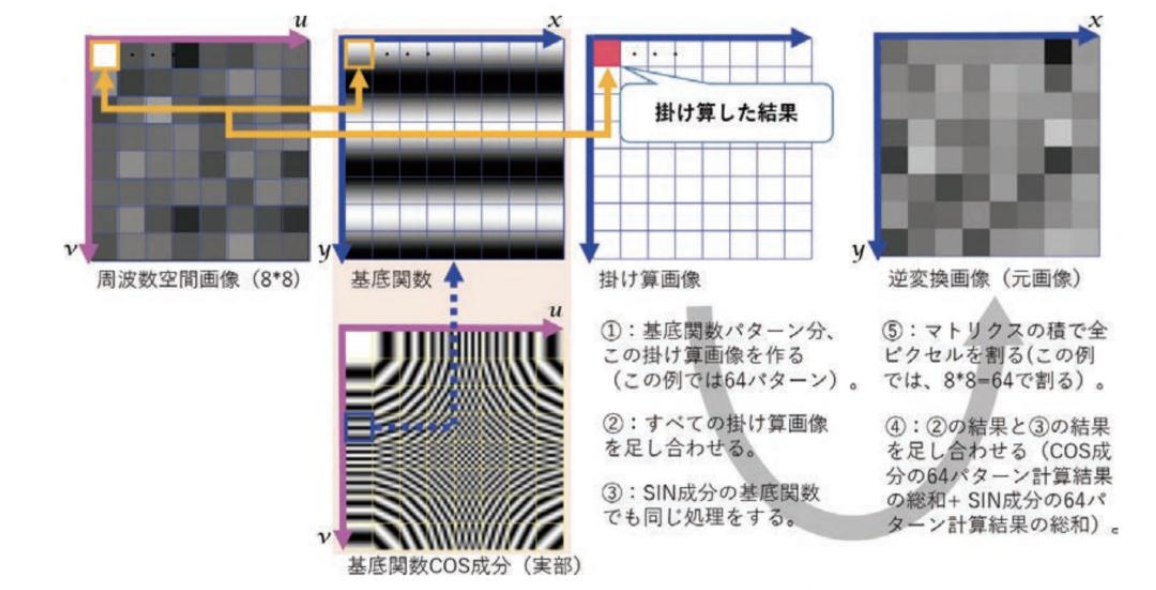 u
x
x
・・・
・・・
・・・
掛け算した結果
v
y
y
周波数空間画像（8*8）
基底関数
掛け算画像
逆変換画像（元画像）
u
①：基底関数パターン分、
この掛け算画像を作る
（この例では64パターン）。
②：すべての掛け算画像
を足し合わせる。
③：SIN成分の基底関数
でも同じ処理をする。
⑤：マトリクスの積で全
ピクセルを割る(この例
では、8*8=64で割る）。
④：②の結果と③の結果
を足し合わせる（COS成
分の64パターン計算結果
の総和+ SIN成分の64パ
ターン計算結果の総和）。
v
基底関数COS成分（実部）